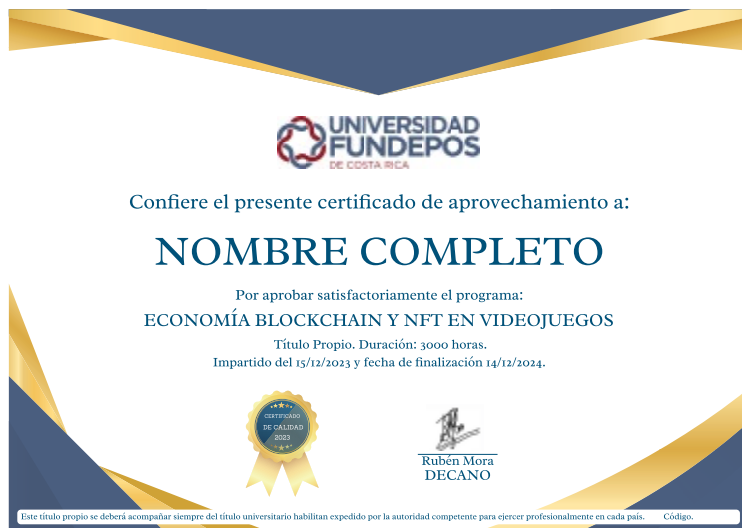 UNIVERSIDAD
FUNDEPOS
DE COSTA RICA
Confiere el presente certificado de aprovechamiento a:
NOMBRE COMPLETO
Por aprobar satisfactoriamente el programa:
ECONOMÍA BLOCKCHAIN Y NFT EN VIDEOJUEGOS
Título Propio. Duración: 3000 horas.
Impartido del 15/12/2023 y fecha de finalización 14/12/2024.
CERTIFICADO
DE CALIDAD
2023
Rubén Mora
DECANO
Este título propio se deberá acompañar siempre del título universitario habilitan expedido por la autoridad competente para ejercer profesionalmente en cada país. Código.